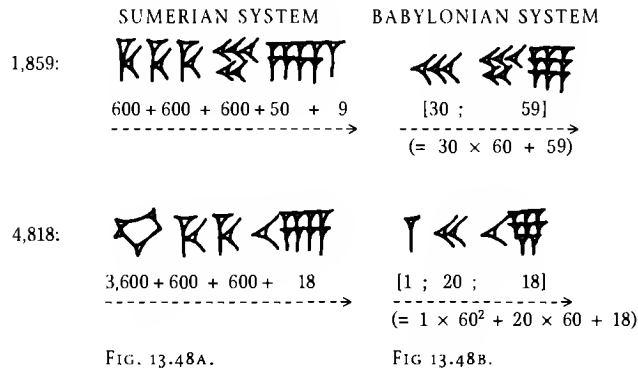 SUMERIAN SYSTEM BABYLONIAN SYSTEM
1,859:
600 + 600 + 600 + 50 + 9 [30 ; 59]
(= 30 × 60 + 59)
4,818:
3,600 + 600 + 600 + 18 [1 ; 20 ; 18]
(= 1 × 60² + 20 × 60 + 18)
FIG. 13.48A. FIG 13.48B.